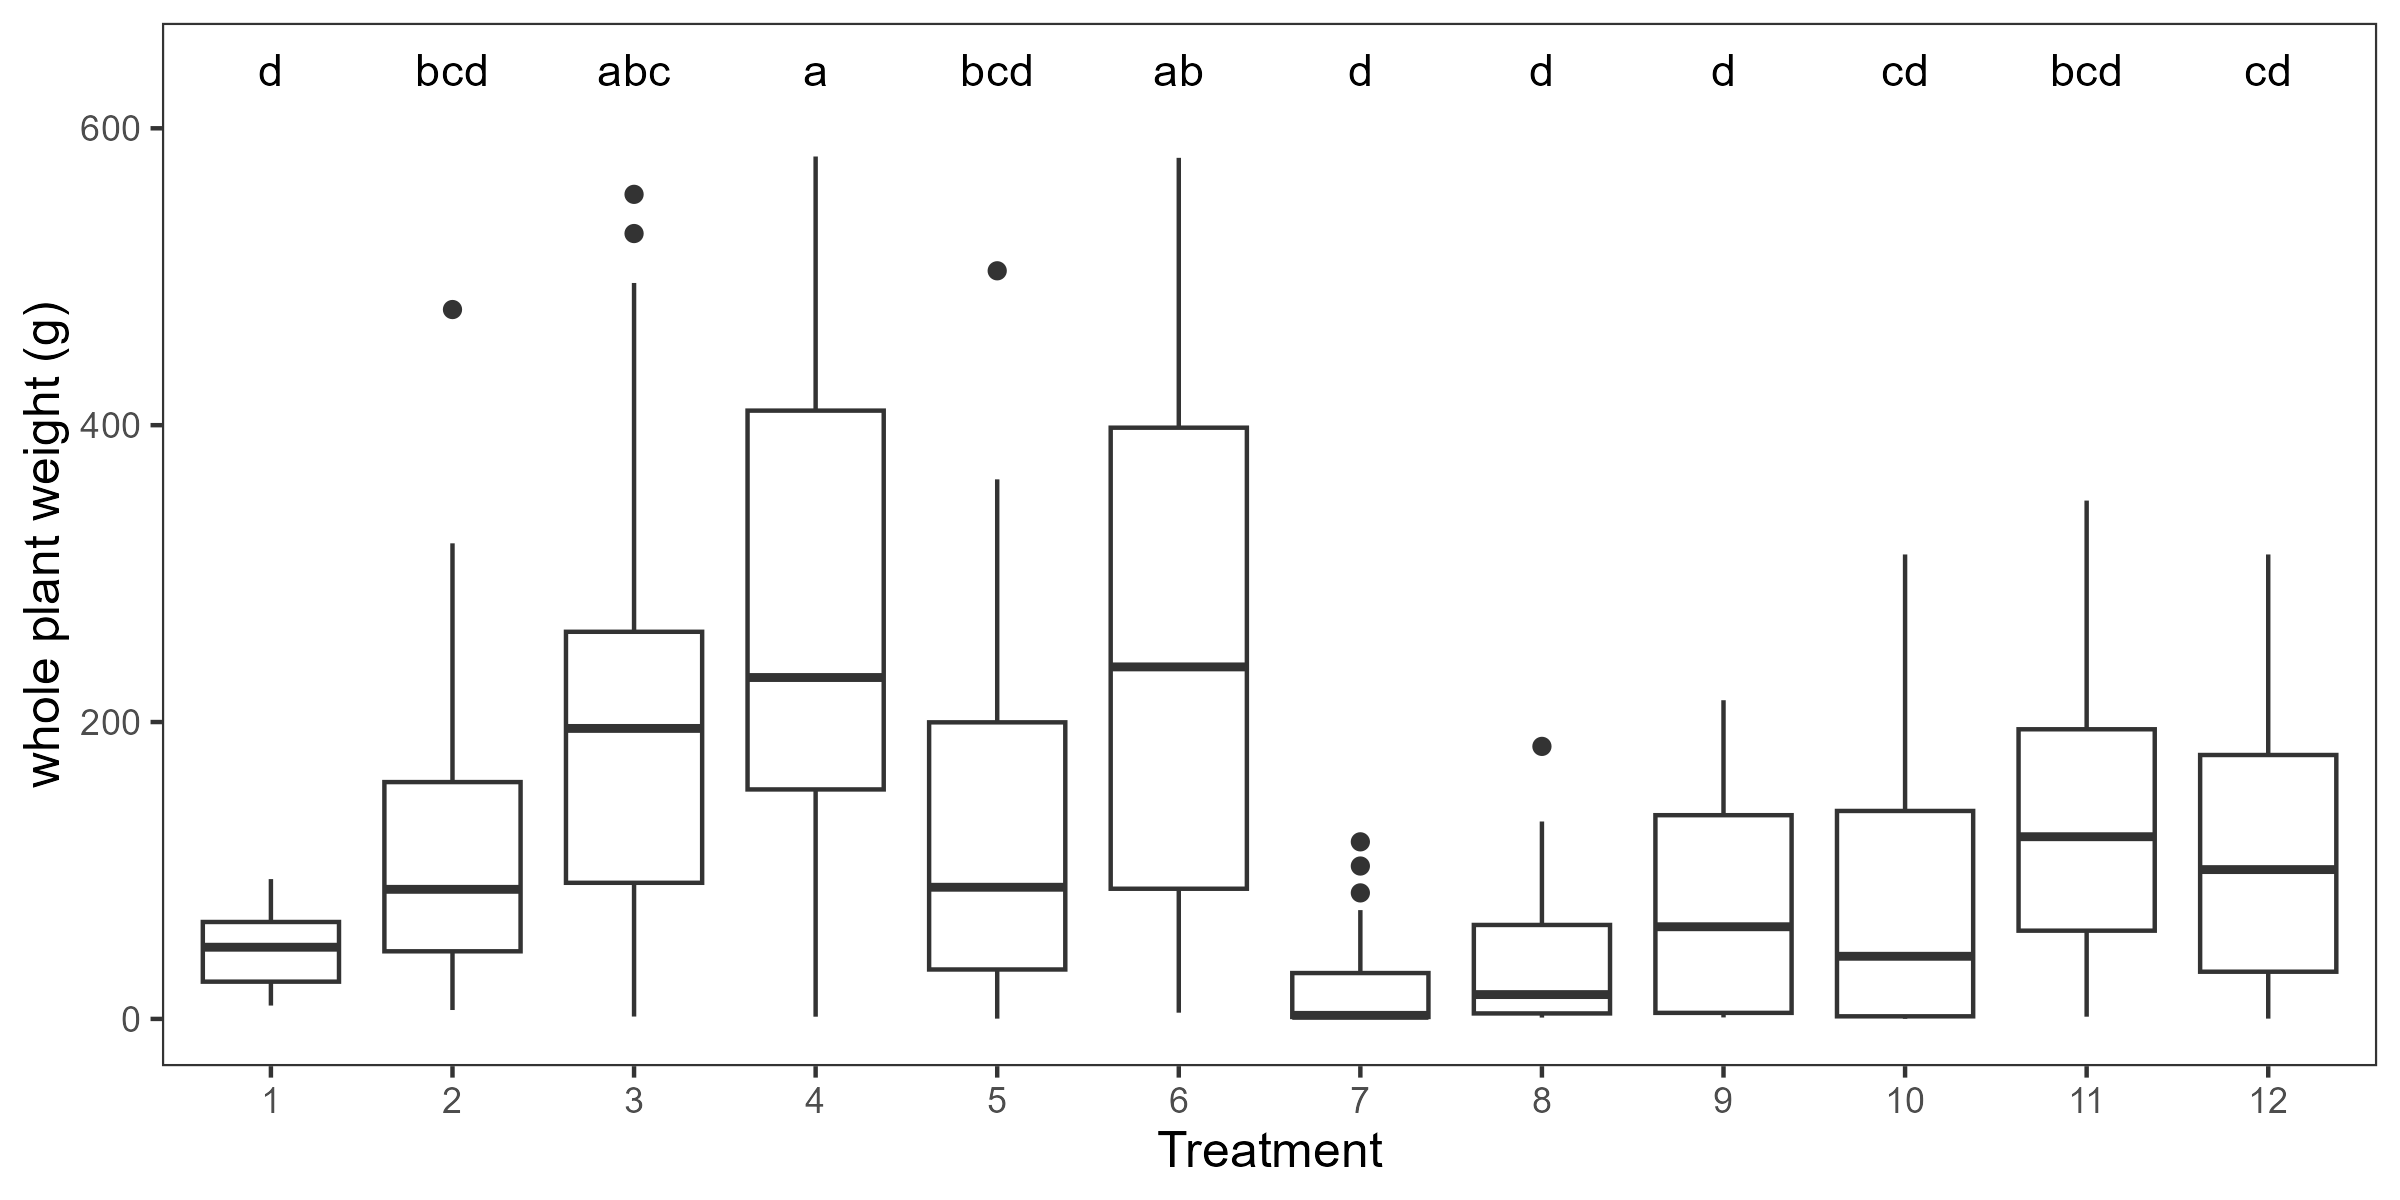 d bcd abc a bcd ab d d d cd bcd cd
whole plant weight (g)
600
400
200
0
1 2 3 4 5 6 7 8 9 10 11 12
Treatment